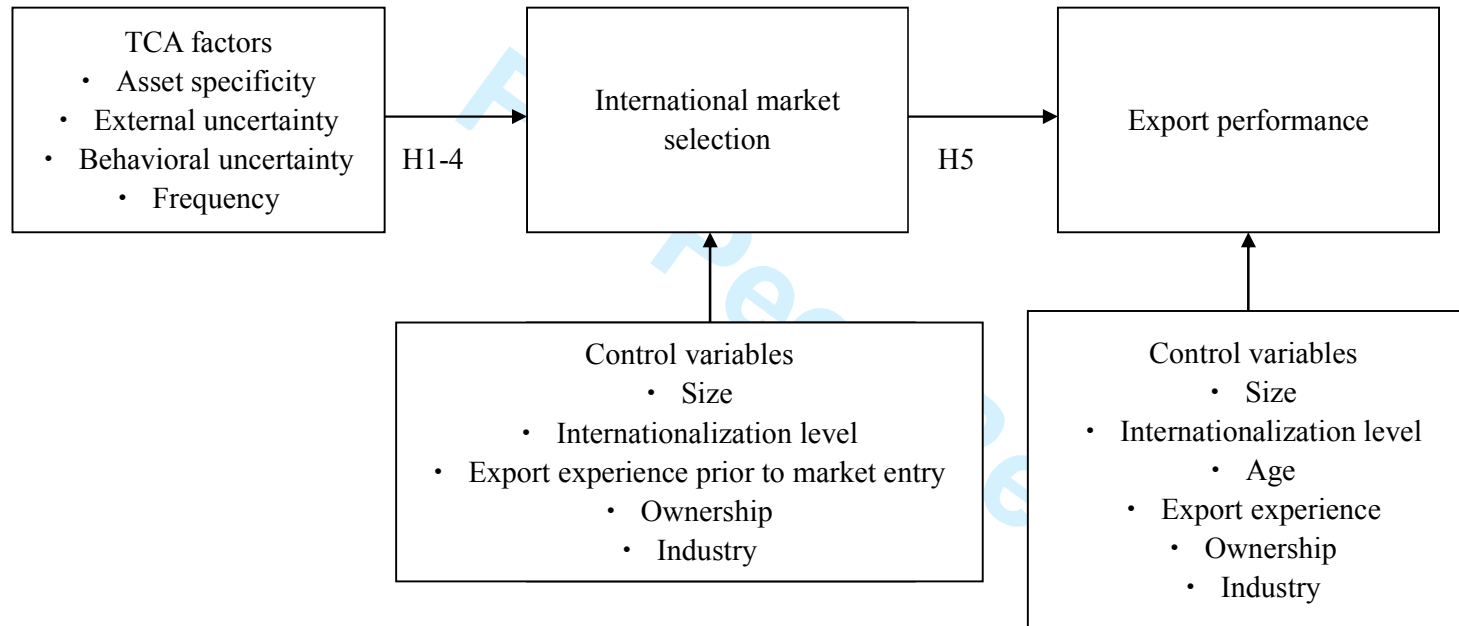 TCA factors
• Asset specificity
• External uncertainty
• Behavioral uncertainty
• Frequency
H1-4
International market
selection
H5
Export performance
Control variables
• Size
• Internationalization level
• Export experience prior to market entry
• Ownership
• Industry
Control variables
• Size
• Internationalization level
• Age
• Export experience
• Ownership
• Industry